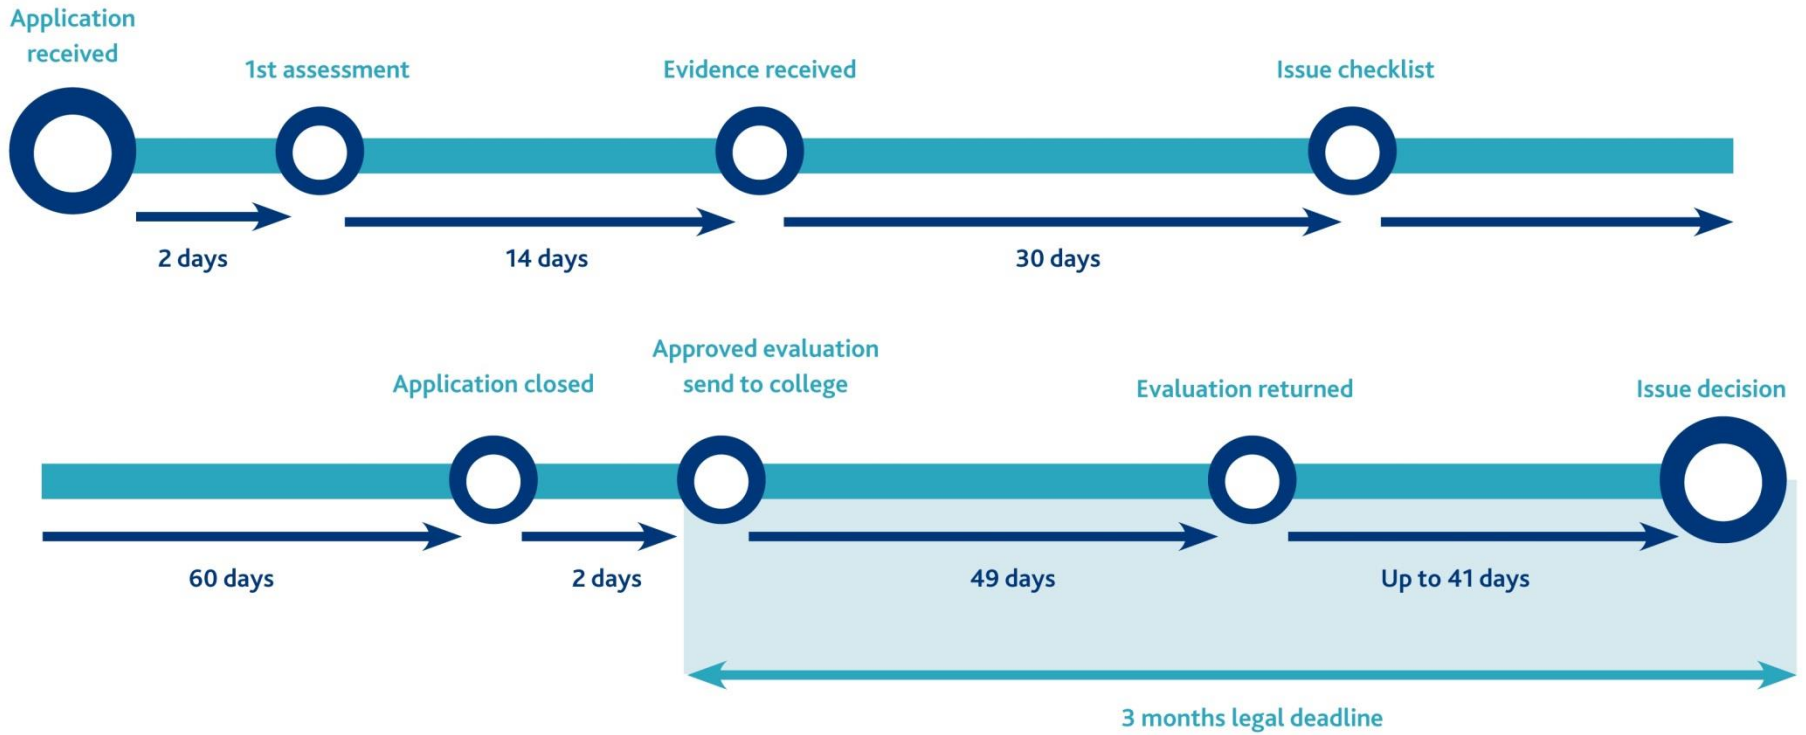 Application
received
1st assessment
Evidence received
Issue checklist
2 days
14 days
30 days
Application closed
Approved evaluation
send to college
Evaluation returned
Issue decision
60 days
2 days
49 days
Up to 41 days
3 months legal deadline